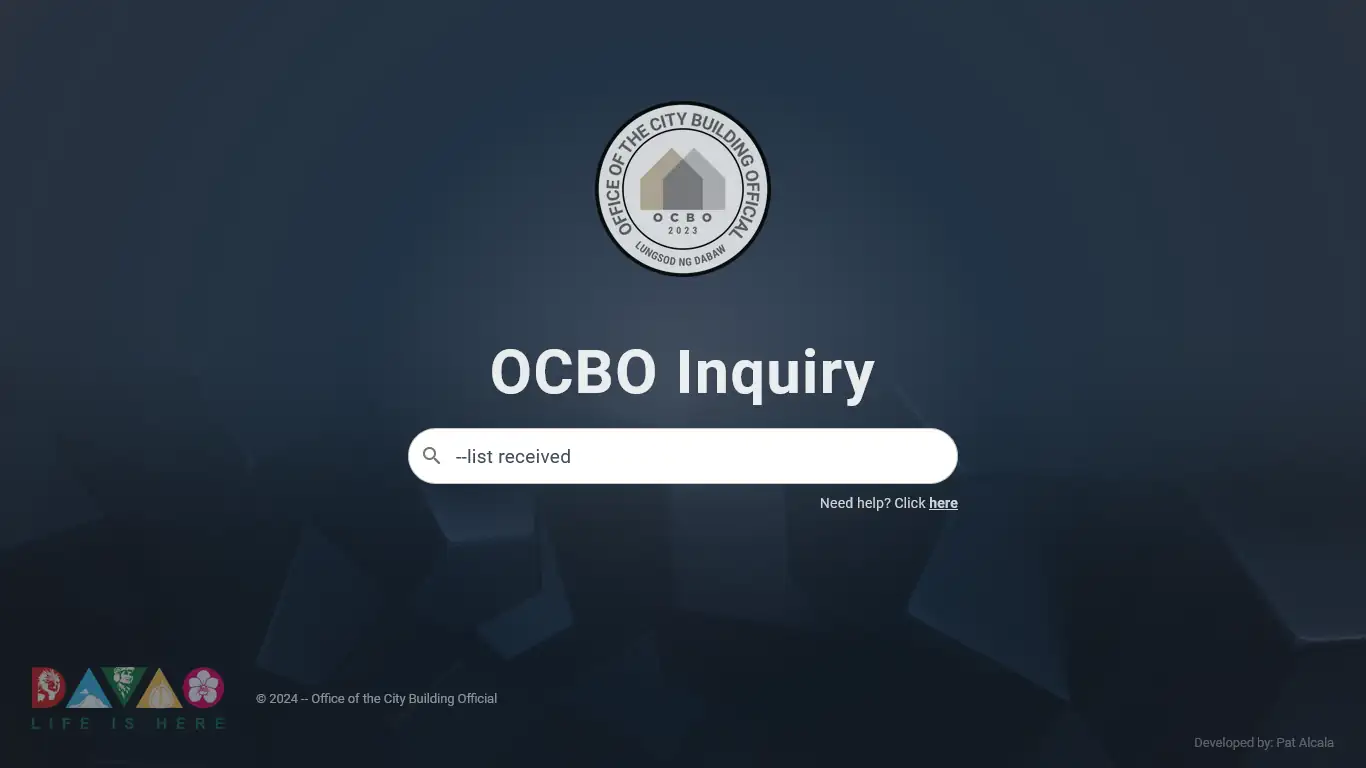 OFFICE OF THE CITY BUILDING OFFICIAL
OCBO
2023
LUNGSOD NG DABAW
OCBO Inquiry
--list received
Need help? Click here
DAVAO
LIFE IS HERE
© 2024 -- Office of the City Building Official
Developed by: Pat Alcala